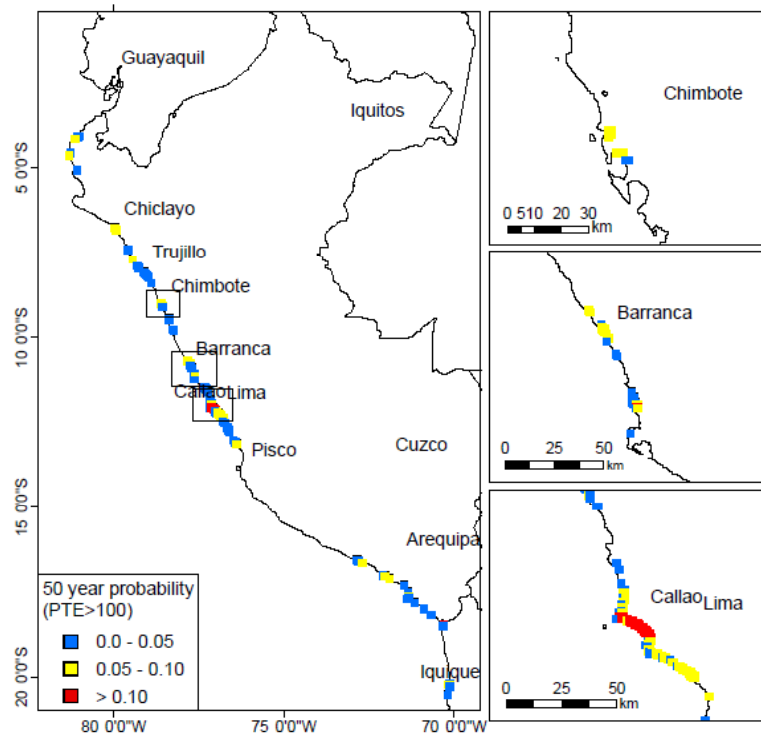 Guayaquil
Iquitos
5 0'0"S
Chiclayo
Trujillo
Chimbote
10 0'0"S
Barranca
Callao Lima
Pisco
Cuzco
15 0'0"S
Arequipa
50 year probability
(PTE>100)
0.0 - 0.05
0.05 - 0.10
> 0.10
Iquique
20 0'0"S
80 0'0"W
75 0'0"W
70 0'0"W
Chimbote
0 510 20 30
km
Barranca
0 25 50
km
Callao Lima
0 25 50
km